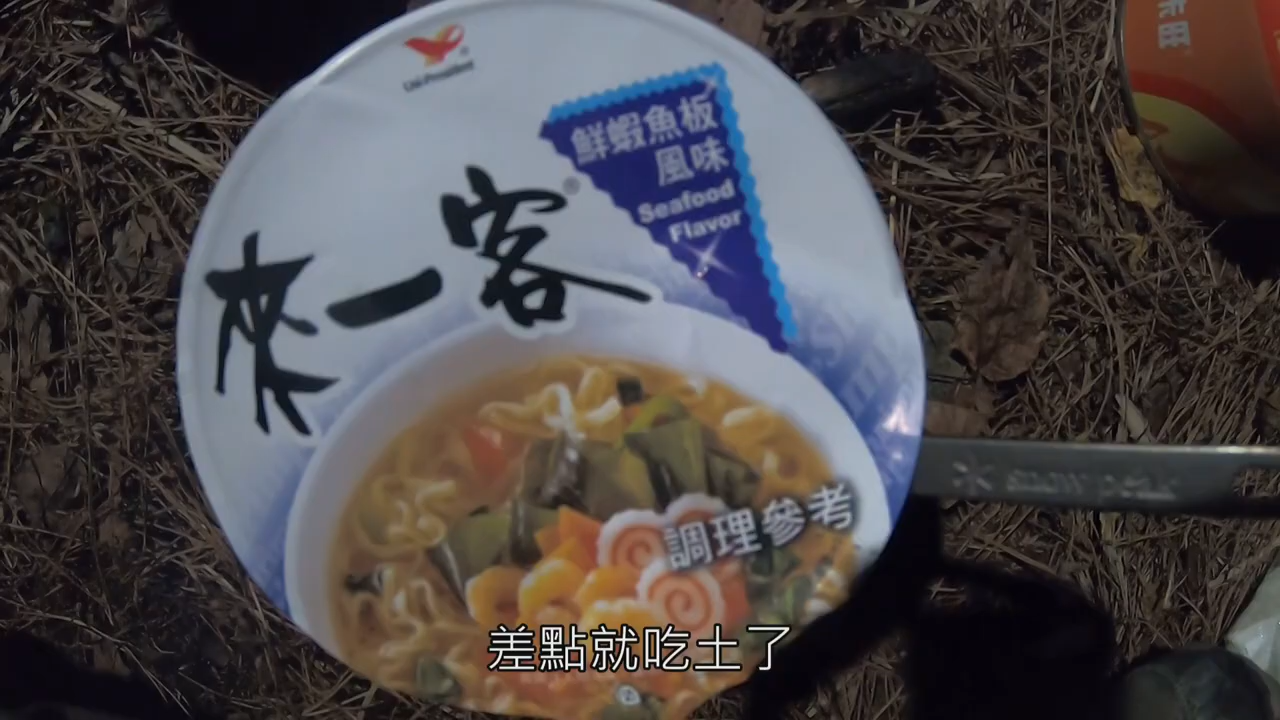 Uni-President
鮮蝦魚板
風味
Seafood
Flavor
來一客
調理參考
差點就吃土了